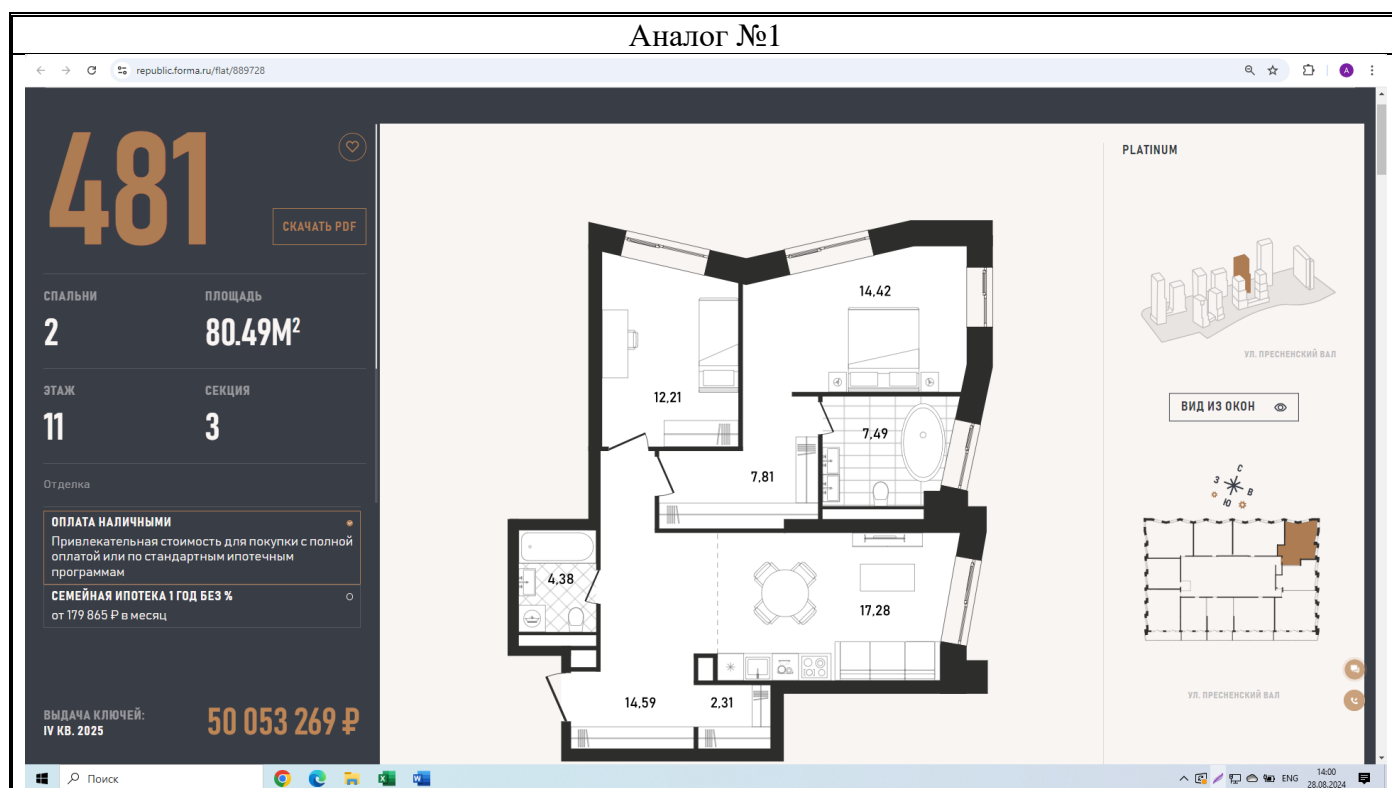 Аналог №1
republic.forma.ru/flat/889728
А
481
СКАЧАТЬ PDF
СПАЛЬНИ
ПЛОЩАДЬ
2
80.49М²
ЭТАЖ
СЕКЦИЯ
11
3
Отделка
ОПЛАТА НАЛИЧНЫМИ
Привлекательная стоимость для покупки с полной
оплатой или по стандартным ипотечным
программам
СЕМЕЙНАЯ ИПОТЕКА 1 ГОД БЕЗ %
от 179 865 ₽ в месяц
ВЫДАЧА КЛЮЧЕЙ:
IV КВ. 2025
50 053 269 ₽
14,42
12,21
7,49
7,81
4,38
17,28
14,59
2,31
PLATINUM
УЛ. ПРЕСНЕНСКИЙ ВАЛ
ВИД ИЗ ОКОН
С
З
В
Ю
УЛ. ПРЕСНЕНСКИЙ ВАЛ
Поиск
ENG
14:00
28.08.2024